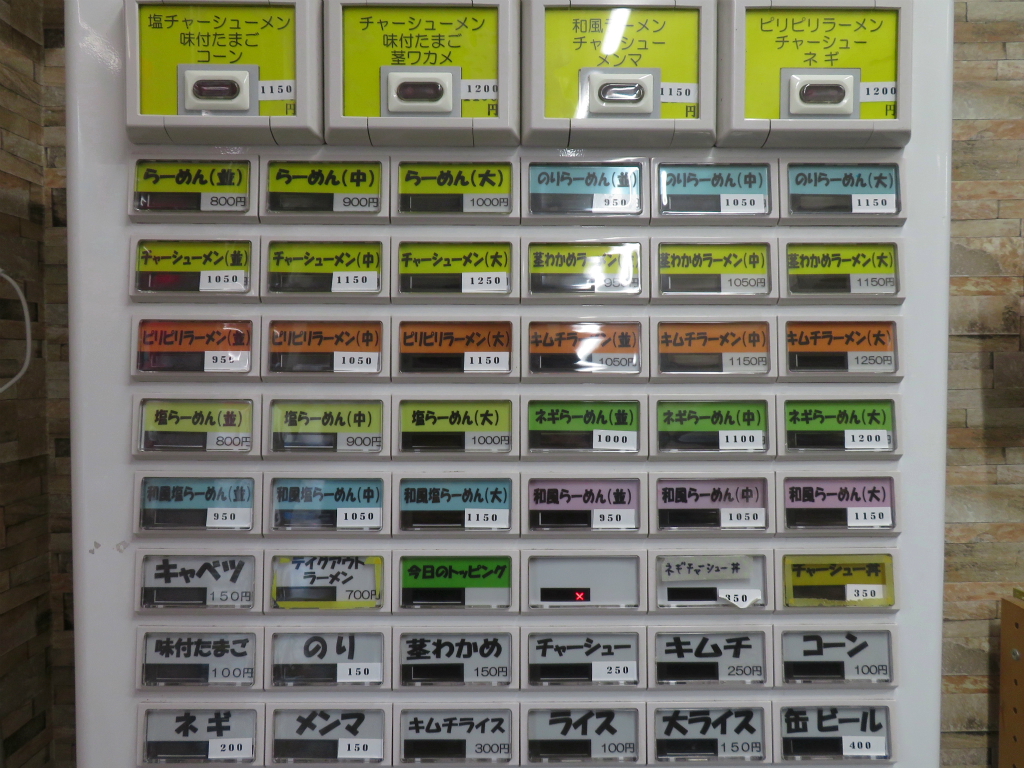 塩チャーシューメン
味付たまご
コーン
1150
円
チャーシューメン
味付たまご
茎ワカメ
1200
円
和風ラーメン
チャーシュー
メンマ
1150
円
ピリピリラーメン
チャーシュー
ネギ
1200
円
らーめん(並)
800円
らーめん(中)
900円
らーめん(大)
1000円
のりらーめん(並)
950
のりらーめん(中)
1050
のりらーめん(大)
1150
チャーシューメン(並)
1050
チャーシューメン(中)
1150
チャーシューメン(大)
1250
茎わかめラーメン(並)
950円
茎わかめラーメン(中)
1050円
茎わかめラーメン(大)
1150円
ピリピリラーメン(並)
950
ピリピリラーメン(中)
1050
ピリピリラーメン(大)
1150
キムチラーメン(並)
1050円
キムチラーメン(中)
1150円
キムチラーメン(大)
1250円
塩らーめん(並)
800円
塩らーめん(中)
900円
塩らーめん(大)
1000円
ネギらーめん(並)
1000
ネギらーめん(中)
1100
ネギらーめん(大)
1200
和風塩らーめん(並)
950
和風塩らーめん(中)
1050
和風塩らーめん(大)
1150
和風らーめん(並)
950
和風らーめん(中)
1050
和風らーめん(大)
1150
キャベツ
150円
テイクアウト
ラーメン
700円
今日のトッピング
×
ネギチャーシュー丼
350
チャーシュー丼
350
味付たまご
100円
のり
150
茎わかめ
150円
チャーシュー
250
キムチ
250円
コーン
100円
ネギ
200
メンマ
150
キムチライス
300円
ライス
100円
大ライス
150円
缶ビール
400